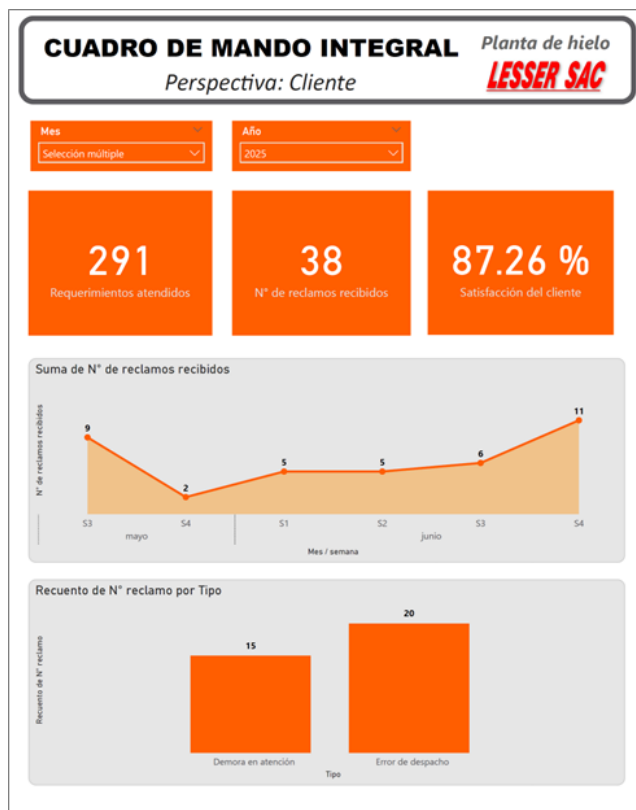 CUADRO DE MANDO INTEGRAL
Perspectiva: Cliente
Planta de hielo
LESSER SAC
Mes
Selección múltiple
Año
2025
291
Requerimientos atendidos
38
N° de reclamos recibidos
87.26 %
Satisfacción del cliente
Suma de N° de reclamos recibidos
N° de reclamos recibidos
9
2
5
5
6
11
S3
S4
S1
S2
S3
S4
mayo
junio
Mes / semana
Recuento de N° reclamo por Tipo
Recuento de N° reclamo
15
20
Demora en atención
Error de despacho
Tipo